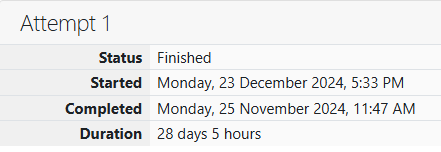 Attempt 1
Status Finished
Started Monday, 23 December 2024, 5:33 PM
Completed Monday, 25 November 2024, 11:47 AM
Duration 28 days 5 hours